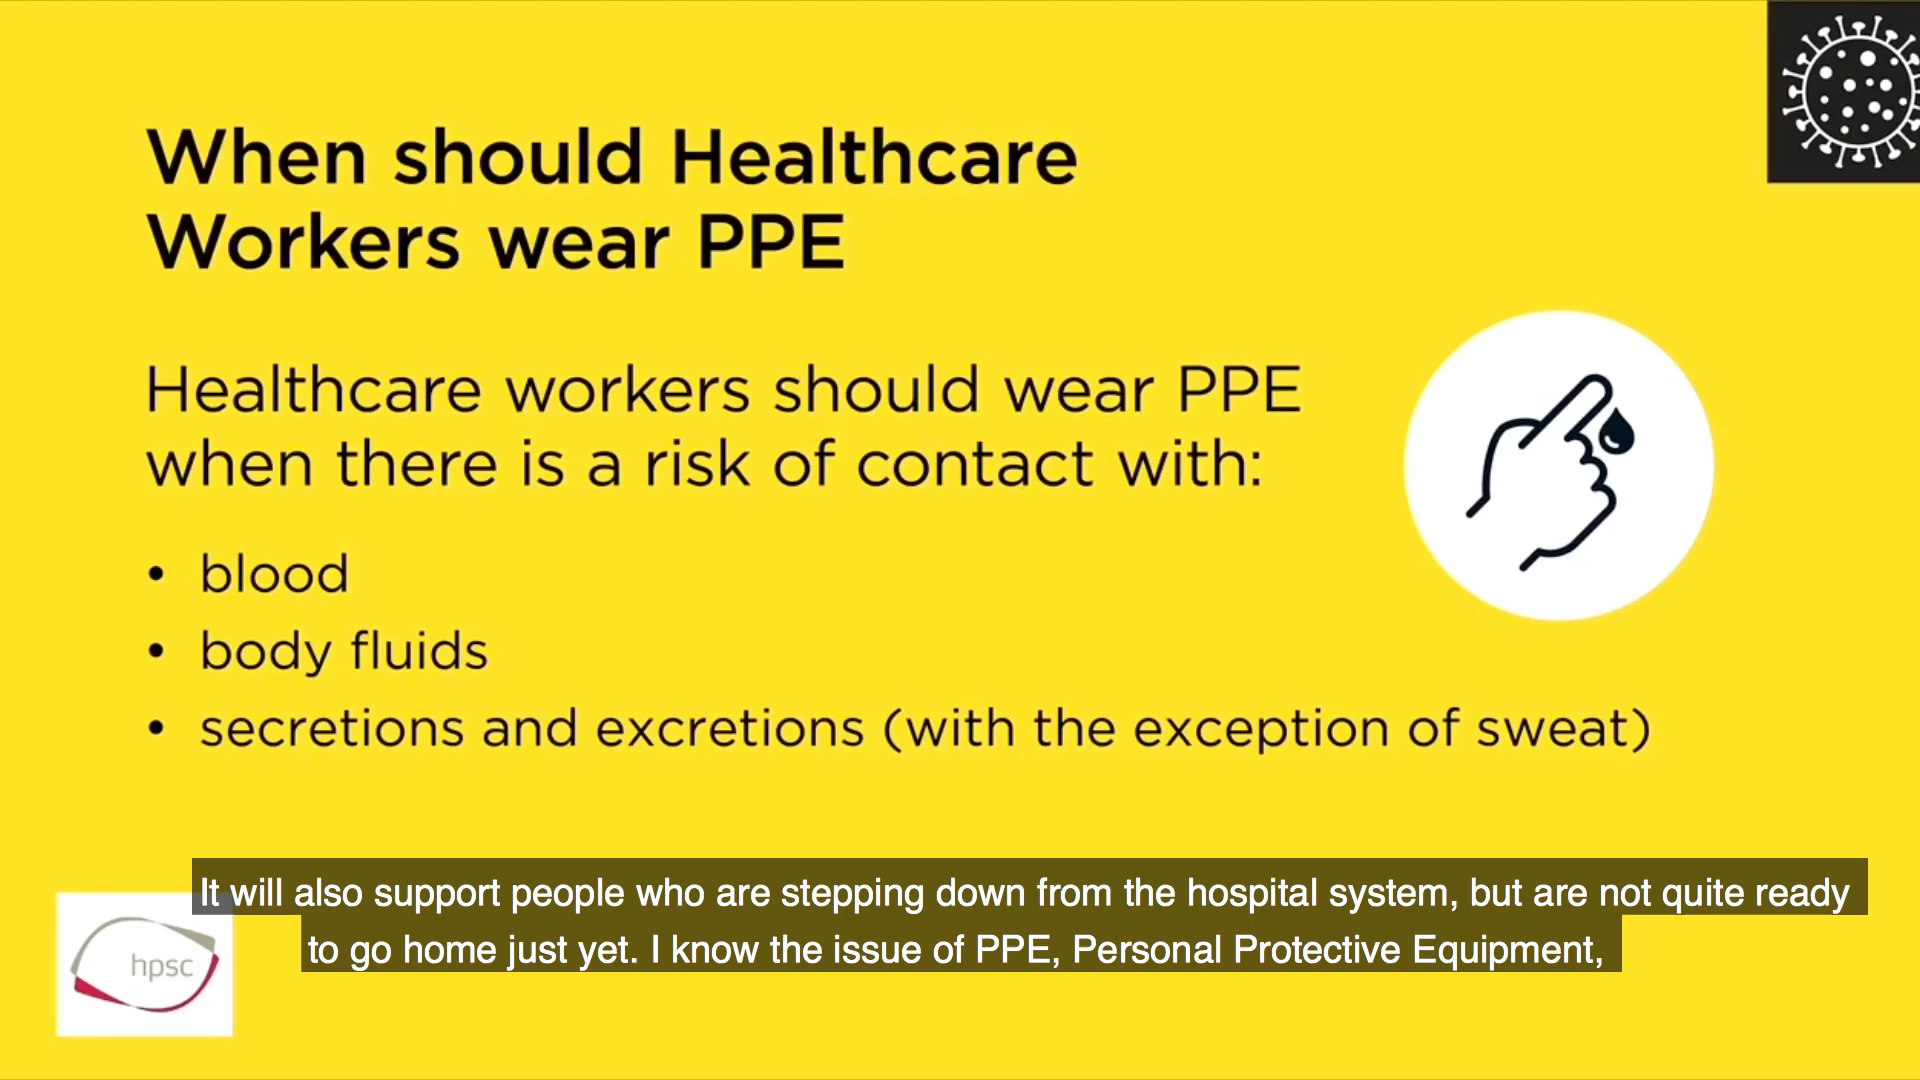 When should Healthcare
Workers wear PPE
Healthcare workers should wear PPE
when there is a risk of contact with:
• blood
• body fluids
• secretions and excretions (with the exception of sweat)
It will also support people who are stepping down from the hospital system, but are not quite ready
to go home just yet. I know the issue of PPE, Personal Protective Equipment,
hpsc